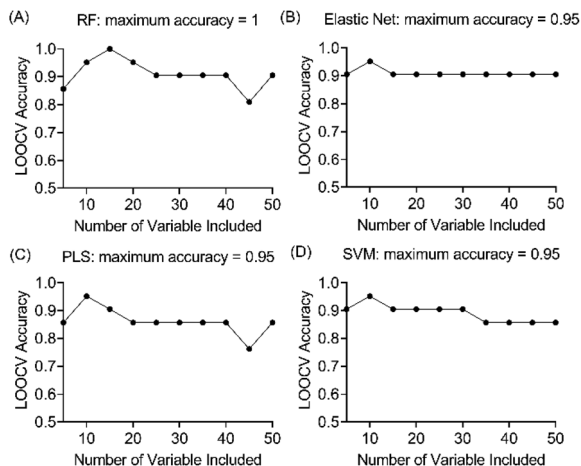 (A) RF: maximum accuracy = 1
LOOCV Accuracy
1.0
0.9
0.8
0.7
0.6
0.5
10 20 30 40 50
Number of Variable Included
(B) Elastic Net: maximum accuracy = 0.95
LOOCV Accuracy
1.0
0.9
0.8
0.7
0.6
0.5
10 20 30 40 50
Number of Variable Included
(C) PLS: maximum accuracy = 0.95
LOOCV Accuracy
1.0
0.9
0.8
0.7
0.6
0.5
10 20 30 40 50
Number of Variable Included
(D) SVM: maximum accuracy = 0.95
LOOCV Accuracy
1.0
0.9
0.8
0.7
0.6
0.5
10 20 30 40 50
Number of Variable Included